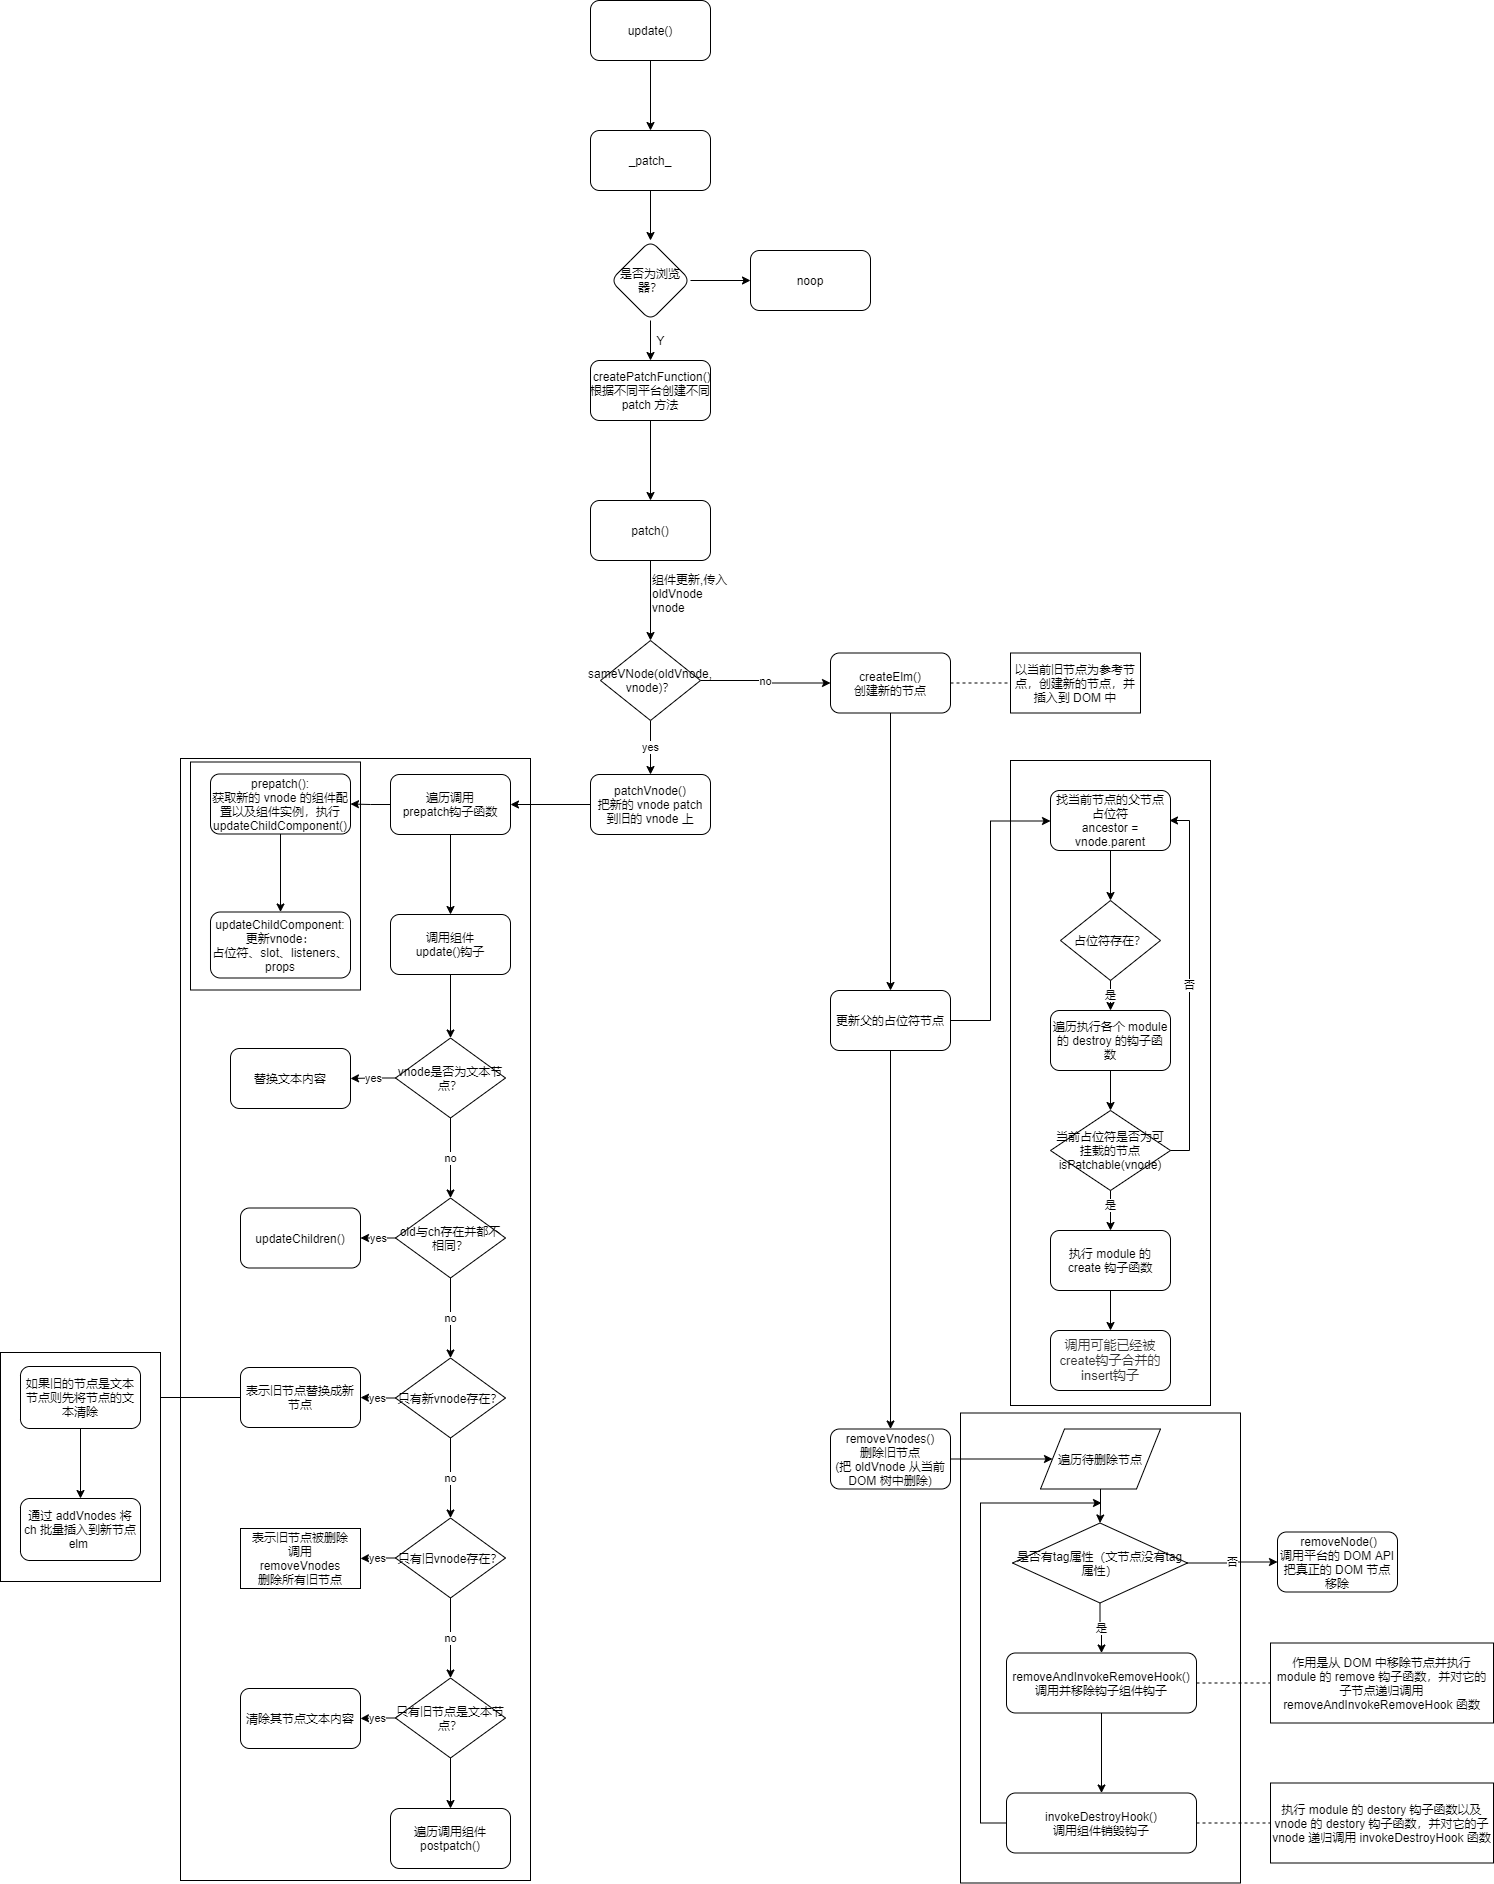 update()
_patch_
是否为浏览
器？
noop
Y
createPatchFunction()
根据不同平台创建不同
patch 方法
patch()
组件更新,传入
oldVnode
vnode
sameVNode(oldVnode,
vnode)？
no
createElm()
创建新的节点
以当前旧节点为参考节
点，创建新的节点，并
插入到 DOM 中
yes
patchVnode()
把新的 vnode patch
到旧的 vnode 上
遍历调用
prepatch钩子函数
prepatch():
获取新的 vnode 的组件配
置以及组件实例，执行
updateChildComponent()
updateChildComponent:
更新vnode：
占位符、slot、listeners、
props
调用组件
update()钩子
vnode是否为文本节
点？
yes
替换文本内容
no
old与ch存在并都不
相同？
yes
updateChildren()
no
只有新vnode存在？
yes
表示旧节点替换成新
节点
如果旧的节点是文本
节点则先将节点的文
本清除
通过 addVnodes 将
ch 批量插入到新节点
elm
no
只有旧vnode存在？
yes
表示旧节点被删除
调用
removeVnodes
删除所有旧节点
no
只有旧节点是文本节
点？
yes
清除其节点文本内容
遍历调用组件
postpatch()
更新父的占位符节点
找当前节点的父节点
占位符
ancestor =
vnode.parent
占位符存在？
是
遍历执行各个 module
的 destroy 的钩子函
数
当前占位符是否为可
挂载的节点
isPatchable(vnode)
否
是
执行 module 的
create 钩子函数
调用可能已经被
create钩子合并的
insert钩子
removeVnodes()
删除旧节点
(把 oldVnode 从当前
DOM 树中删除)
遍历待删除节点
是否有tag属性（文节点没有tag
属性）
否
removeNode()
调用平台的 DOM API
把真正的 DOM 节点
移除
是
removeAndInvokeRemoveHook()
调用并移除钩子组件钩子
作用是从 DOM 中移除节点并执行
module 的 remove 钩子函数，并对它的
子节点递归调用
removeAndInvokeRemoveHook 函数
invokeDestroyHook()
调用组件销毁钩子
执行 module 的 destory 钩子函数以及
vnode 的 destory 钩子函数，并对它的子
vnode 递归调用 invokeDestroyHook 函数